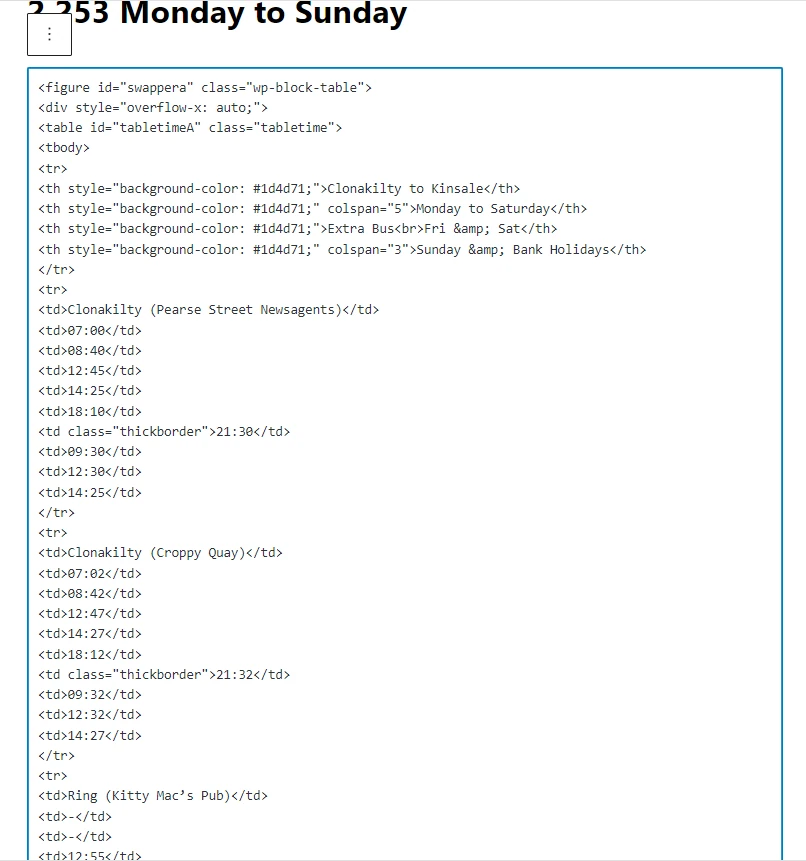 2 253 Monday to Sunday
<figure id="swappera" class="wp-block-table">
<div style="overflow-x: auto;">
<table id="tabletimeA" class="tabletime">
<tbody>
<tr>
<th style="background-color: #1d4d71;">Clonakilty to Kinsale</th>
<th style="background-color: #1d4d71;" colspan="5">Monday to Saturday</th>
<th style="background-color: #1d4d71;">Extra Bus<br>Fri &amp; Sat</th>
<th style="background-color: #1d4d71;" colspan="3">Sunday &amp; Bank Holidays</th>
</tr>
<tr>
<td>Clonakilty (Pearse Street Newsagents)</td>
<td>07:00</td>
<td>08:40</td>
<td>12:45</td>
<td>14:25</td>
<td>18:10</td>
<td class="thickborder">21:30</td>
<td>09:30</td>
<td>12:30</td>
<td>14:25</td>
</tr>
<tr>
<td>Clonakilty (Croppy Quay)</td>
<td>07:02</td>
<td>08:42</td>
<td>12:47</td>
<td>14:27</td>
<td>18:12</td>
<td class="thickborder">21:32</td>
<td>09:32</td>
<td>12:32</td>
<td>14:27</td>
</tr>
<tr>
<td>Ring (Kitty Mac’s Pub)</td>
<td>-</td>
<td>-</td>
<td>12:55</td>